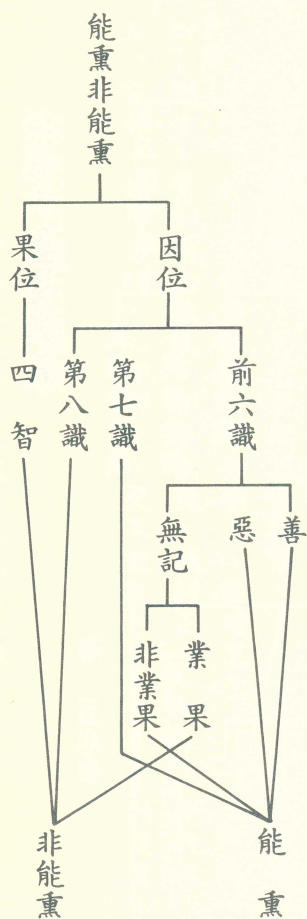 能熏非能熏
因位
果位
前六識
第七識
第八識
四智
善
惡
無記
業果
非業果
能熏
非能熏